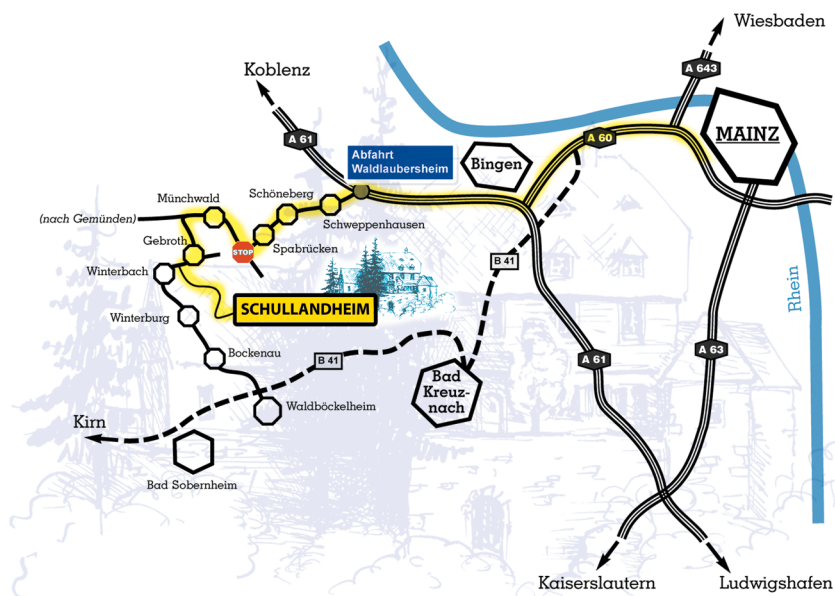 Wiesbaden
Koblenz
A 643
A 61
A 60
MAINZ
Abfahrt
Waldlaubersheim
Bingen
Münchwald
Schöneberg
(nach Gemünden)
Schweppenhausen
Gebroth
STOP
Spabrücken
Winterbach
B 41
Rhein
SCHULLANDHEIM
Winterburg
Bockenau
B 41
A 61
A 63
Bad
Kreuz-
nach
Waldböckelheim
Kirn
Bad Sobernheim
Kaiserslautern
Ludwigshafen